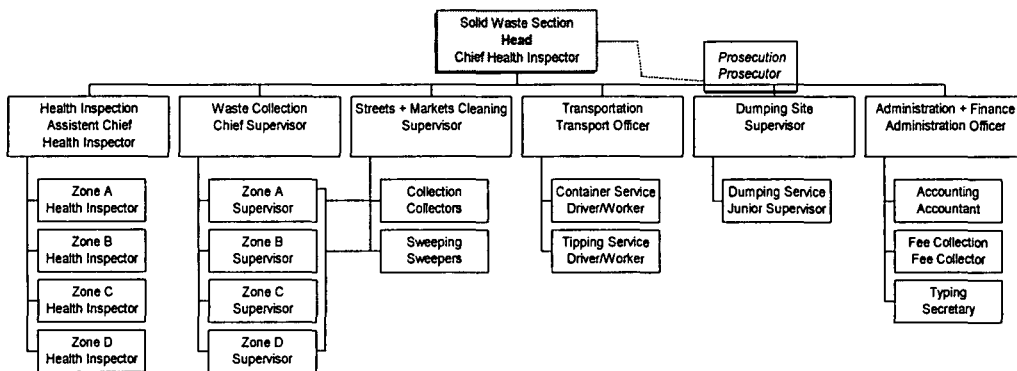 Solid Waste Section
Head
Chief Health Inspector
Prosecution
Prosecutor
Health Inspection
Assistent Chief
Health Inspector
Waste Collection
Chief Supervisor
Streets + Markets Cleaning
Supervisor
Transportation
Transport Officer
Dumping Site
Supervisor
Administration + Finance
Administration Officer
Zone A
Health Inspector
Zone B
Health Inspector
Zone C
Health Inspector
Zone D
Health Inspector
Zone A
Supervisor
Zone B
Supervisor
Zone C
Supervisor
Zone D
Supervisor
Collection
Collectors
Sweeping
Sweepers
Container Service
Driver/Worker
Tipping Service
Driver/Worker
Dumping Service
Junior Supervisor
Accounting
Accountant
Fee Collection
Fee Collector
Typing
Secretary